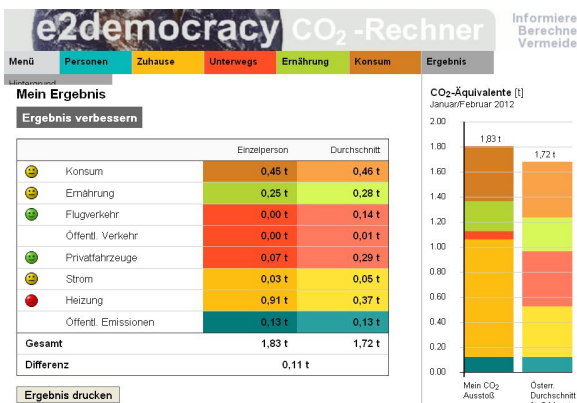 e2democracy CO₂-Rechner
Informiere
Berechne
Vermeide
Menü Personen Zuhause Unterwegs Ernährung Konsum Ergebnis
Hintergrund
Mein Ergebnis
Ergebnis verbessern
Einzelperson Durchschnitt
Konsum 0,45 t 0,46 t
Ernährung 0,25 t 0,28 t
Flugverkehr 0,00 t 0,14 t
Öffentl. Verkehr 0,00 t 0,01 t
Privatfahrzeuge 0,07 t 0,29 t
Strom 0,03 t 0,05 t
Heizung 0,91 t 0,37 t
Öffentl. Emissionen 0,13 t 0,13 t
Gesamt 1,83 t 1,72 t
Differenz 0,11 t
Ergebnis drucken
CO₂-Äquivalente [t]
Januar/Februar 2012
2.00
1,83 t
1.80
1,72 t
1.60
1.40
1.20
1.00
0.80
0.60
0.40
0.20
0.00
Mein CO₂ Österr.
Ausstoß Durchschnitt